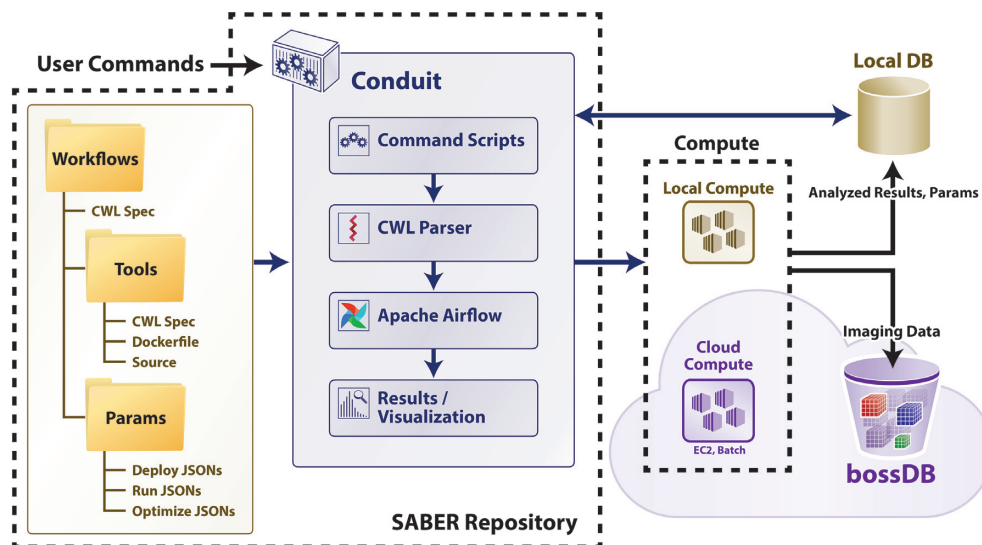 User Commands
Workflows
CWL Spec
Tools
CWL Spec
Dockerfile
Source
Params
Deploy JSONs
Run JSONs
Optimize JSONs
Conduit
Command Scripts
CWL Parser
Apache Airflow
Results /
Visualization
SABER Repository
Compute
Local Compute
Cloud
Compute
EC2, Batch
Local DB
Analyzed Results, Params
Imaging Data
bossDB